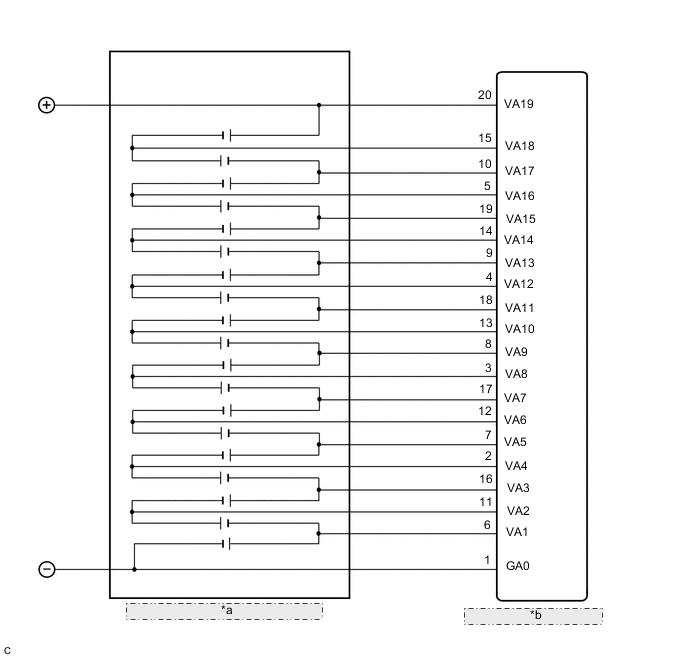 +
20 VA19
15 VA18
10 VA17
5 VA16
19 VA15
14 VA14
9 VA13
4 VA12
18 VA11
13 VA10
8 VA9
3 VA8
17 VA7
12 VA6
7 VA5
2 VA4
16 VA3
11 VA2
6 VA1
−
1 GA0
*a
*b
C